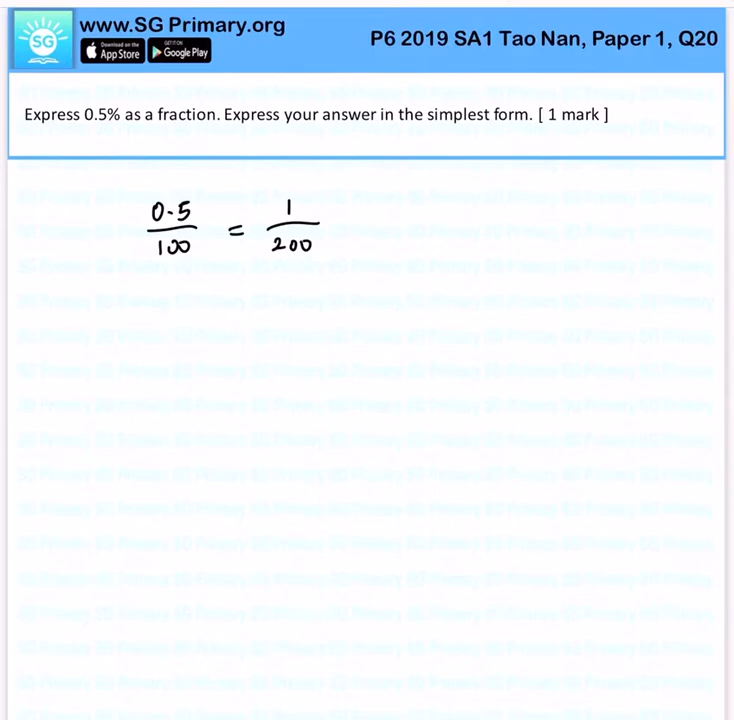 www.SG Primary.org
P6 2019 SA1 Tao Nan, Paper 1, Q20
SG
Download on the
App Store
GET IT ON
Google Play
Express 0.5% as a fraction. Express your answer in the simplest form. [ 1 mark ]
0.5/100 = 1/200